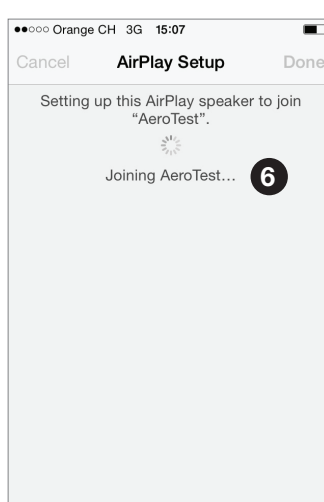 Orange CH 3G 15:07
Cancel AirPlay Setup Done
Setting up this AirPlay speaker to join
“AeroTest”.
Joining AeroTest… 6